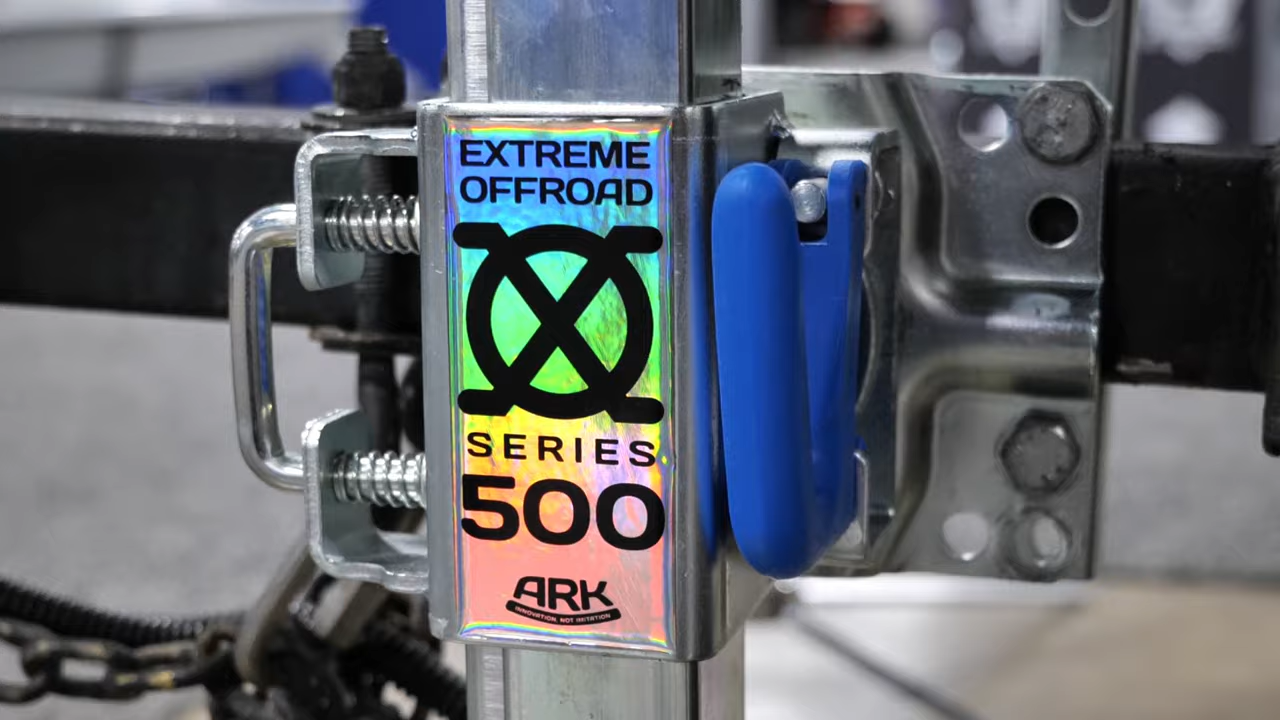 EXTREME
OFFROAD
SERIES
500
ARK
INNOVATION, NOT IMITATION